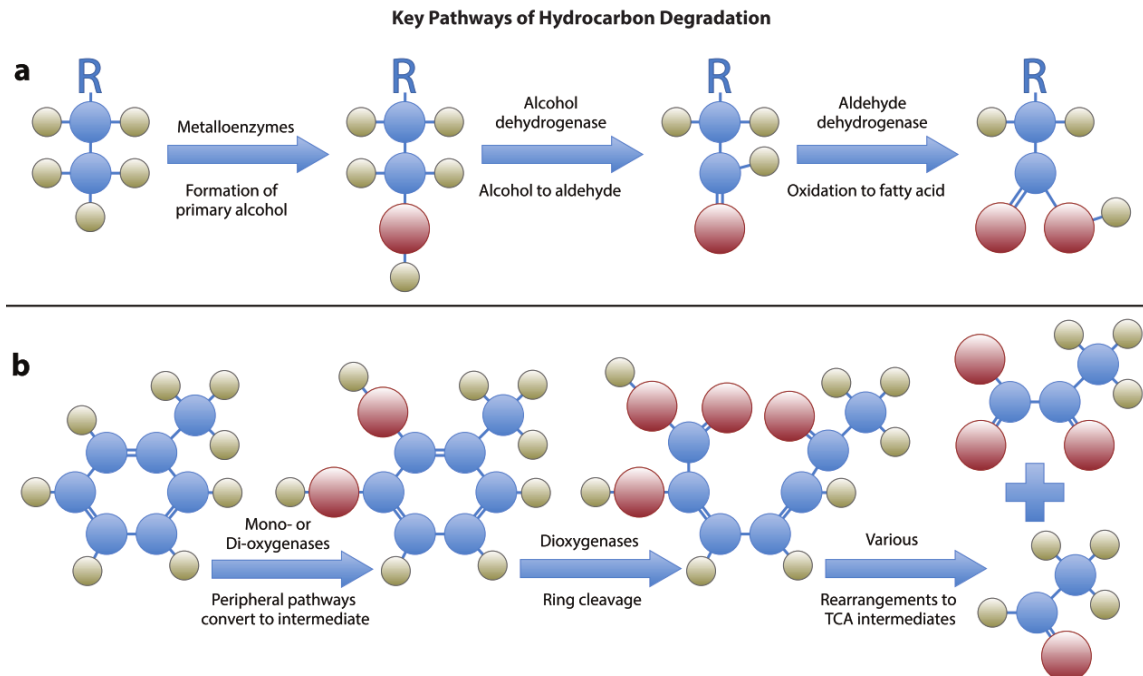 Key Pathways of Hydrocarbon Degradation
a
R
R
R
R
Metalloenzymes
Formation of
primary alcohol
Alcohol
dehydrogenase
Alcohol to aldehyde
Aldehyde
dehydrogenase
Oxidation to fatty acid
b
Mono- or
Di-oxygenases
Peripheral pathways
convert to intermediate
Dioxygenases
Ring cleavage
Various
Rearrangements to
TCA intermediates